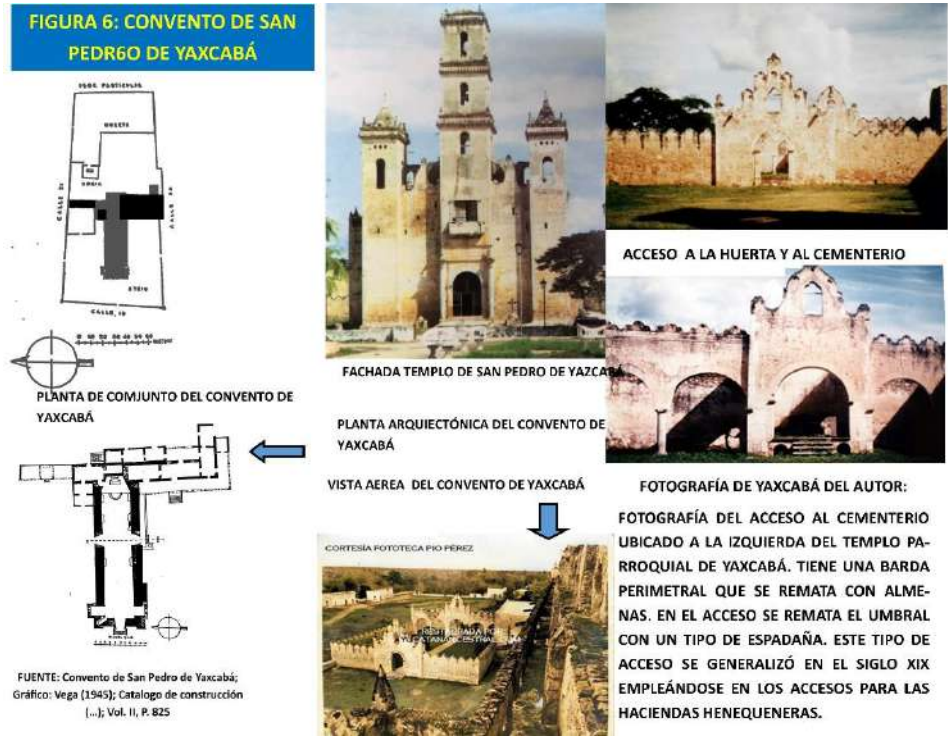 FIGURA 6: CONVENTO DE SAN
PEDR6O DE YAXCABÁ
HUERTA
CALLE 21
ATRIO
CALLE 19
PLANTA DE COMJUNTO DEL CONVENTO DE
YAXCABÁ
FUENTE: Convento de San Pedro de Yaxcabá;
Gráfico: Vega (1945); Catalogo de construcción
(...); Vol. II, P. 825
FACHADA TEMPLO DE SAN PEDRO DE YAZCABÁ
PLANTA ARQUIECTÓNICA DEL CONVENTO DE
YAXCABÁ
VISTA AEREA DEL CONVENTO DE YAXCABÁ
CORTESÍA FOTOTECA PIO PÉREZ
RESTAURADA POR
ACCESO A LA HUERTA Y AL CEMENTERIO
FOTOGRAFÍA DE YAXCABÁ DEL AUTOR:
FOTOGRAFÍA DEL ACCESO AL CEMENTERIO
UBICADO A LA IZQUIERDA DEL TEMPLO PA-
RROQUIAL DE YAXCABÁ. TIENE UNA BARDA
PERIMETRAL QUE SE REMATA CON ALME-
NAS. EN EL ACCESO SE REMATA EL UMBRAL
CON UN TIPO DE ESPADAÑA. ESTE TIPO DE
ACCESO SE GENERALIZÓ EN EL SIGLO XIX
EMPLEÁNDOSE EN LOS ACCESOS PARA LAS
HACIENDAS HENEQUENERAS.